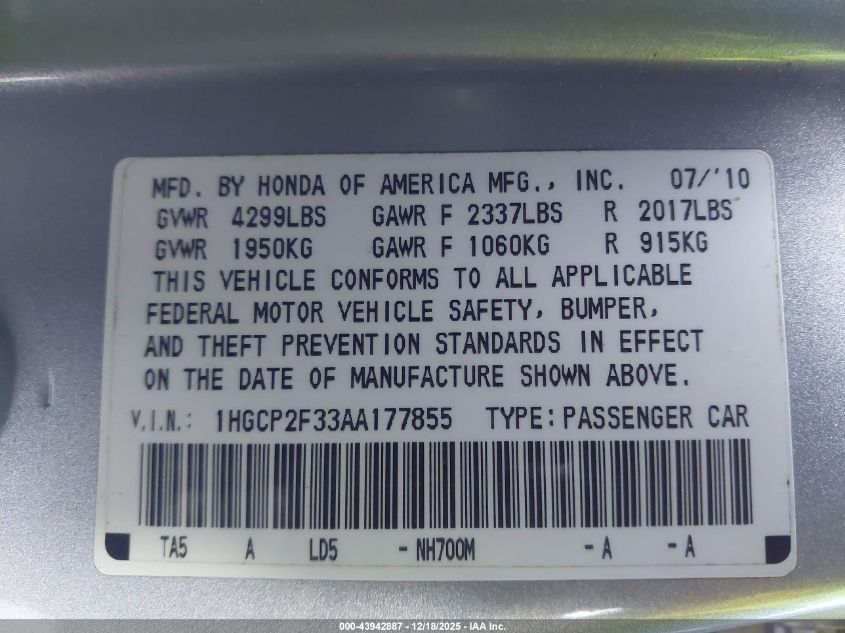 MFD. BY HONDA OF AMERICA MFG., INC. 07/'10
GVWR 4299LBS GAWR F 2337LBS R 2017LBS
GVWR 1950KG GAWR F 1060KG R 915KG
THIS VEHICLE CONFORMS TO ALL APPLICABLE
FEDERAL MOTOR VEHICLE SAFETY, BUMPER,
AND THEFT PREVENTION STANDARDS IN EFFECT
ON THE DATE OF MANUFACTURE SHOWN ABOVE.
V.I.N.: 1HGCP2F33AA177855 TYPE: PASSENGER CAR
TA5 A LD5 -NH700M -A -A
000-43942887 - 12/18/2025 - IAA Inc.